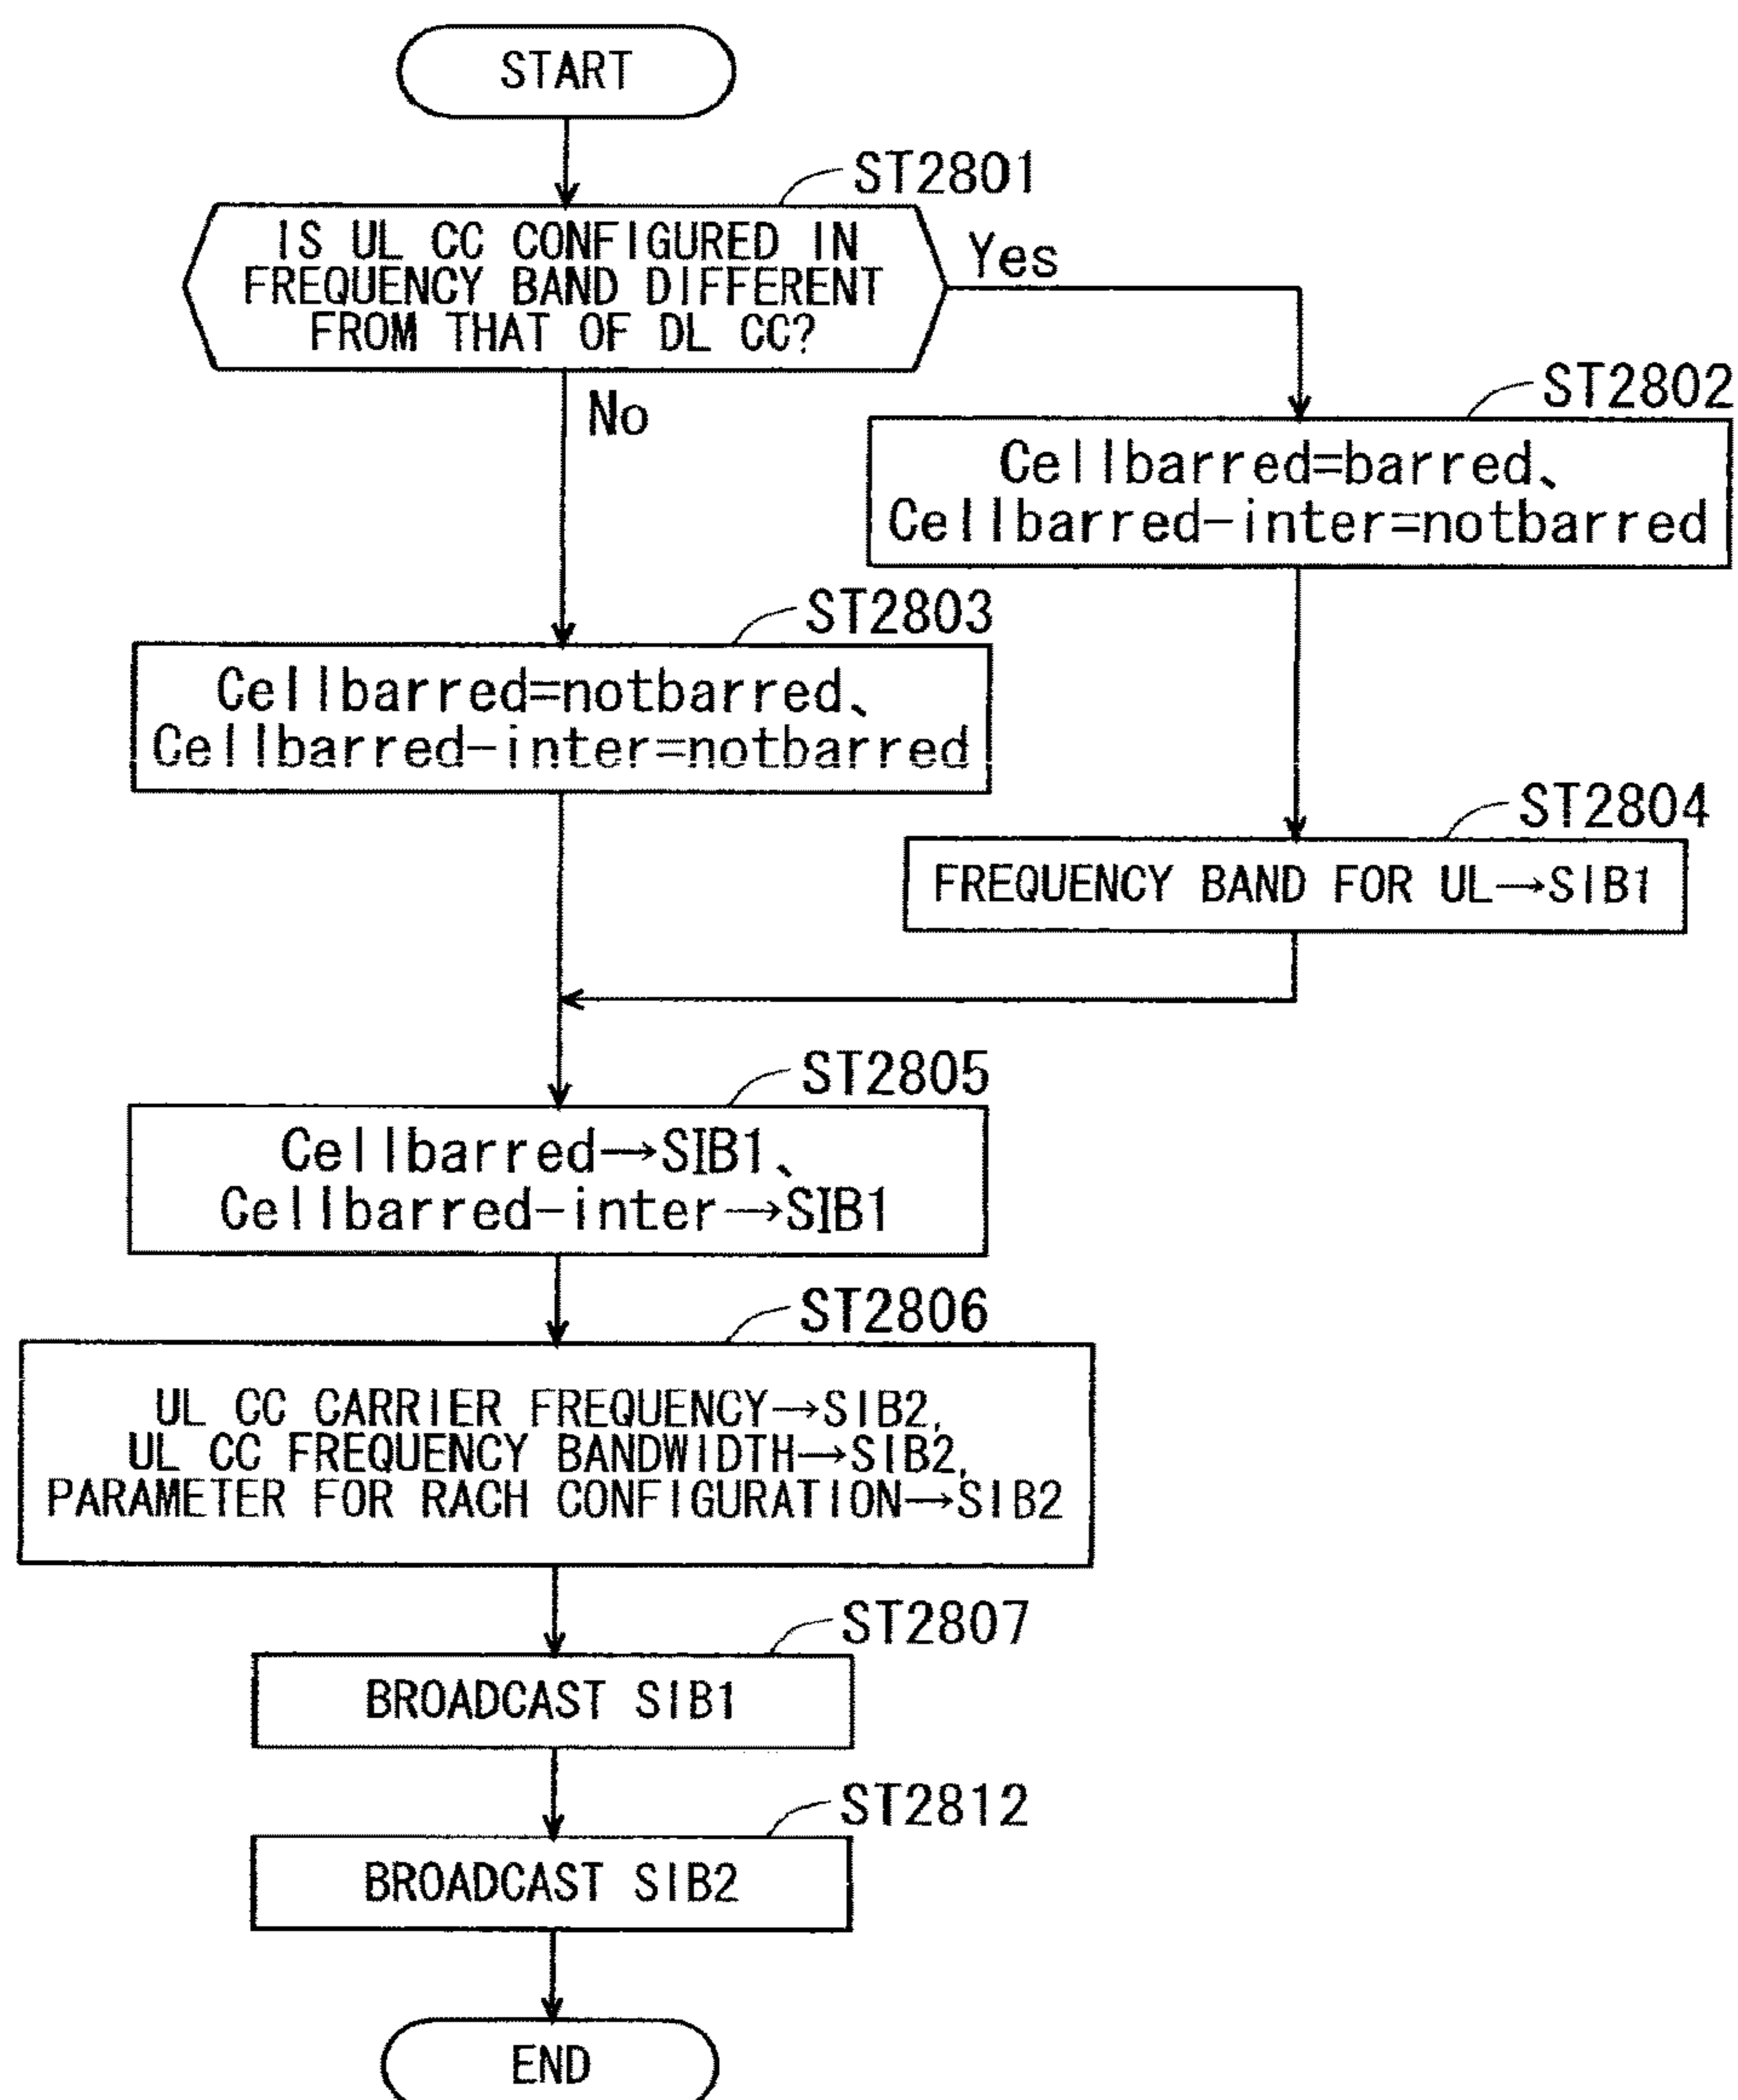 START
ST2801
IS UL CC CONFIGURED IN
FREQUENCY BAND DIFFERENT
FROM THAT OF DL CC?
Yes
No
ST2802
Cellbarred=barred、
Cellbarred-inter=notbarred
ST2803
Cellbarred=notbarred、
Cellbarred-inter=notbarred
ST2804
FREQUENCY BAND FOR UL→SIB1
ST2805
Cellbarred→SIB1、
Cellbarred-inter→SIB1
ST2806
UL CC CARRIER FREQUENCY→SIB2,
UL CC FREQUENCY BANDWIDTH→SIB2,
PARAMETER FOR RACH CONFIGURATION→SIB2
ST2807
BROADCAST SIB1
ST2812
BROADCAST SIB2
END